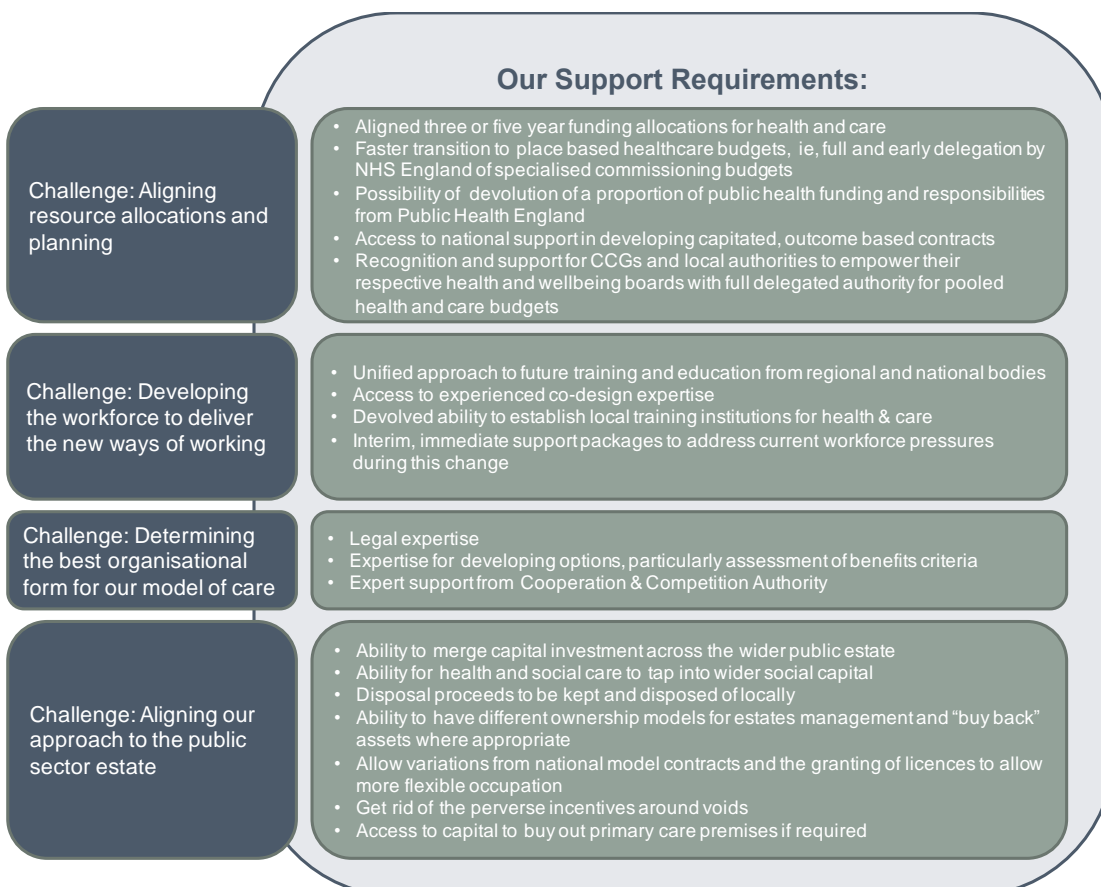 Our Support Requirements:
Challenge: Aligning
resource allocations and
planning
• Aligned three or five year funding allocations for health and care
• Faster transition to place based healthcare budgets, ie, full and early delegation by
NHS England of specialised commissioning budgets
• Possibility of devolution of a proportion of public health funding and responsibilities
from Public Health England
• Access to national support in developing capitated, outcome based contracts
• Recognition and support for CCGs and local authorities to empower their
respective health and wellbeing boards with full delegated authority for pooled
health and care budgets
Challenge: Developing
the workforce to deliver
the new ways of working
• Unified approach to future training and education from regional and national bodies
• Access to experienced co-design expertise
• Devolved ability to establish local training institutions for health & care
• Interim, immediate support packages to address current workforce pressures
during this change
Challenge: Determining
the best organisational
form for our model of care
• Legal expertise
• Expertise for developing options, particularly assessment of benefits criteria
• Expert support from Cooperation & Competition Authority
Challenge: Aligning our
approach to the public
sector estate
• Ability to merge capital investment across the wider public estate
• Ability for health and social care to tap into wider social capital
• Disposal proceeds to be kept and disposed of locally
• Ability to have different ownership models for estates management and “buy back”
assets where appropriate
• Allow variations from national model contracts and the granting of licences to allow
more flexible occupation
• Get rid of the perverse incentives around voids
• Access to capital to buy out primary care premises if required